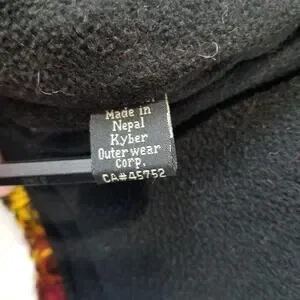 Made in
Nepal
Kyber
Outerwear
Corp.
CA#45752